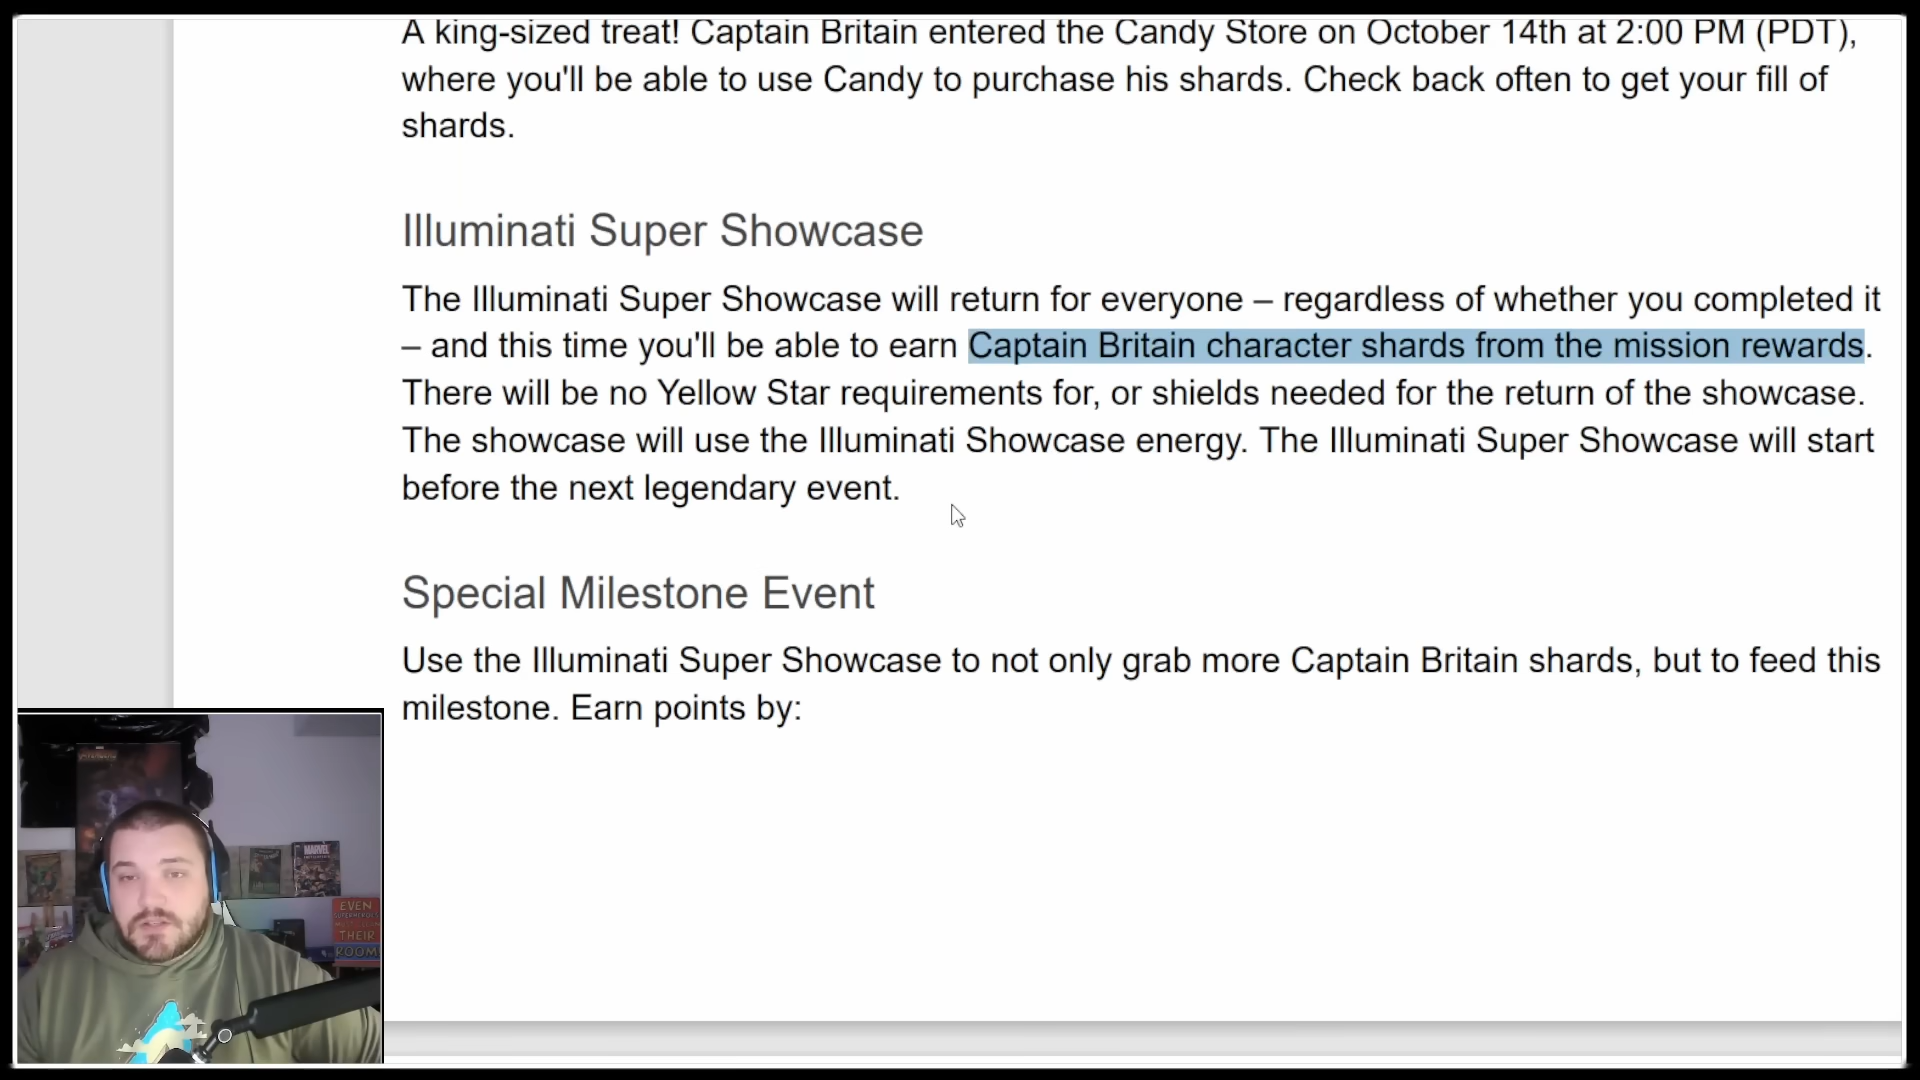 A king-sized treat! Captain Britain entered the Candy Store on October 14th at 2:00 PM (PDT),
where you'll be able to use Candy to purchase his shards. Check back often to get your fill of
shards.
Illuminati Super Showcase
The Illuminati Super Showcase will return for everyone – regardless of whether you completed it
– and this time you'll be able to earn Captain Britain character shards from the mission rewards.
There will be no Yellow Star requirements for, or shields needed for the return of the showcase.
The showcase will use the Illuminati Showcase energy. The Illuminati Super Showcase will start
before the next legendary event.
Special Milestone Event
Use the Illuminati Super Showcase to not only grab more Captain Britain shards, but to feed this
milestone. Earn points by:
MARVEL
EVEN
THEIR
ROOM